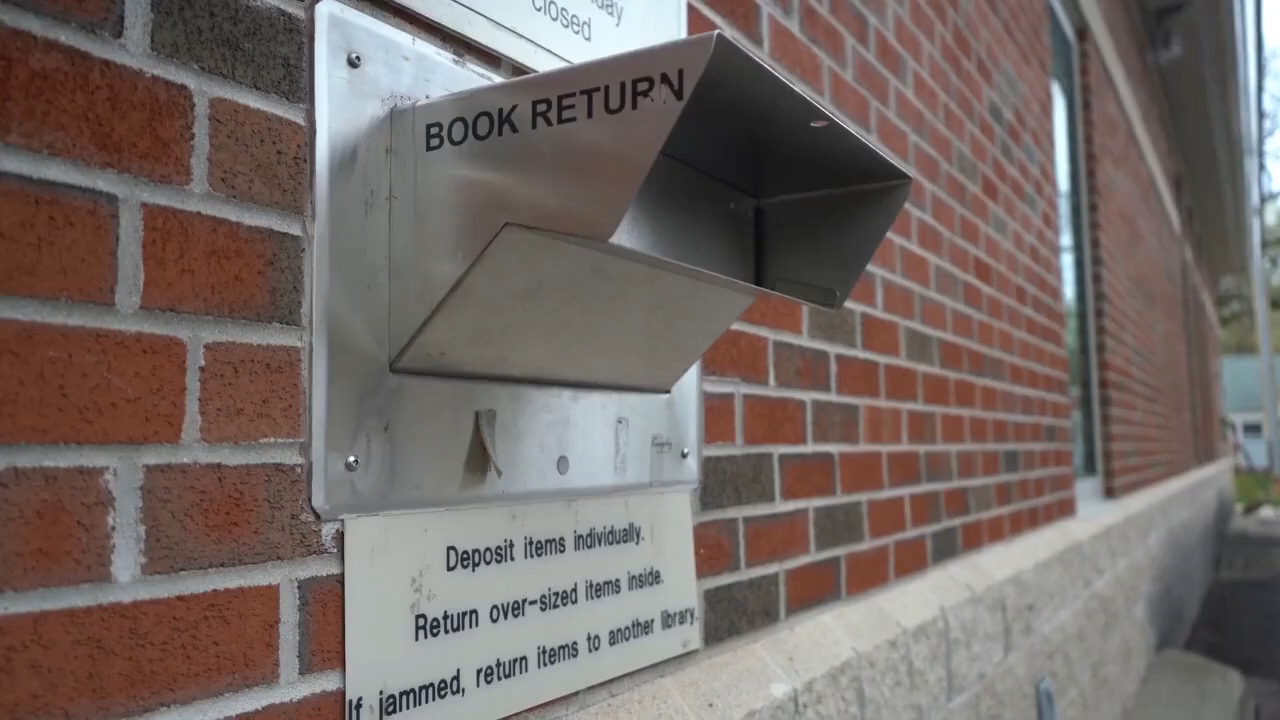 closed
BOOK RETURN
Deposit items individually.
Return over-sized items inside.
If jammed, return items to another library.